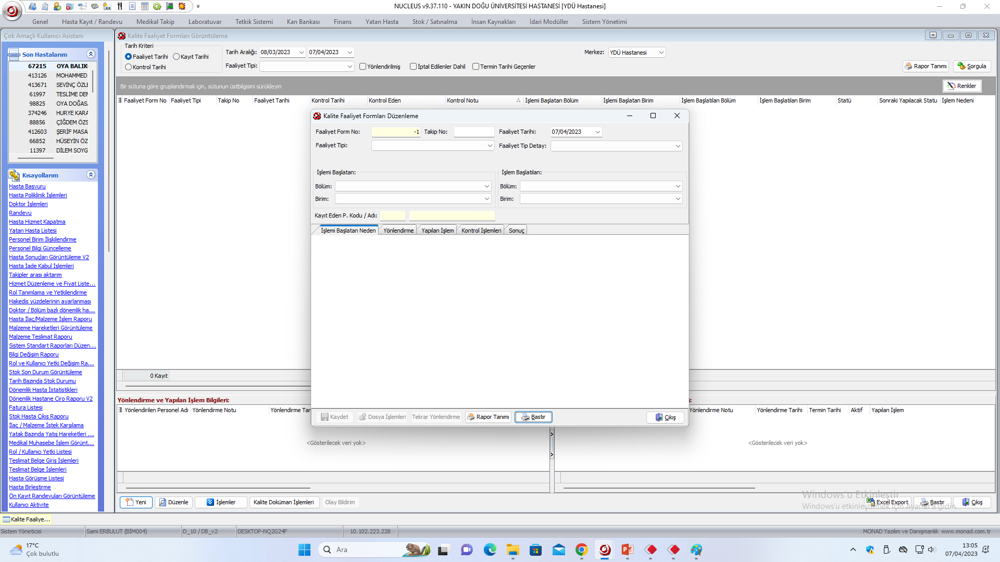 NUCLEUS v9.37.110 - YAKIN DOĞU ÜNİVERSİTESİ HASTANESİ [YDÜ Hastanesi]
Genel Hasta Kayıt / Randevu Medikal Takip Laboratuvar Tetkik Sistemi Kan Bankası Finans Yatan Hasta Stok / Satınalma İnsan Kaynakları İdari Modüller Sistem Yönetimi
Çok Amaçlı Kullanıcı Asistanı
Son Hastalarım
67215 OYA BALIK
413126 MOHAMMED
413671 SEVİNÇ ÖZLE
61997 TESLİME DEN
98825 OYA DOĞAS
374246 HURYE KARA
88856 ÇİĞDEM ÖZS
412603 ŞERİF MASA
66852 HÜSEYİN ÖZ
11397 DİLEM SOYG
Kısayollarım
Hasta Başvuru
Hasta Poliklinik İşlemleri
Doktor İşlemleri
Randevu
Hasta Hizmet Kapatma
Yatan Hasta Listesi
Personel Birim İlişkilendirme
Personel Bilgi Güncelleme
Hasta Sonuçları Görüntüleme V2
Hasta İade Kabul İşlemleri
Takipler arası aktarım
Hizmet Düzenleme ve Fiyat Liste...
Rol Tanımlama ve Yetkilendirme
Hakedis yüzdelerinin ayarlanması
Doktor / Bölüm bazlı dönemlik ha...
Hasta İlaç/Malzeme İşlem Raporu
Malzeme Hareketleri Görüntüleme
Malzeme Teslimat Raporu
Sistem Standart Raporları Düzen...
Bilgi Değişim Raporu
Rol ve Kullanıcı Yetki Değişim Ra...
Stok Son Durum Görüntüleme
Tarih Bazında Stok Durumu
Dönemlik Hasta İstatistikleri
Dönemlik Hastane Ciro Raporu V2
Fatura Listesi
Stok Hasta Çıkış Raporu
İlaç / Malzeme İstek Karşılama
Yatak Bazında Yatış Hareketleri ...
Medikal Muhasebe İşlem Görünt...
Rol / Kullanıcı Yetki Listesi
Teslimat Belge Giriş İşlemleri
Teslimat Belge İşlemleri
Hasta Görüşme Listesi
Hasta Birleştirme
Ön Kayıt Randevuları Görüntüleme
Kullanıcı Aktivite
Kalite Faaliyet Formları Görüntüleme
Tarih Kriteri
Faaliyet Tarihi Kayıt Tarihi
Kontrol Tarihi
Tarih Aralığı: 08/03/2023 07/04/2023
Merkez: YDÜ Hastanesi
Faaliyet Tipi: Yönlendirilmiş İptal Edilenler Dahil Termin Tarihi Geçenler
Rapor Tanımı Sorgula
Bir sütuna göre gruplandırmak için, sütunun üstbilgisini sürükleyin
Renkler
Faaliyet Form No Faaliyet Tipi Takip No Faaliyet Tarihi Kontrol Tarihi Kontrol Eden Kontrol Notu İşlemi Başlatan Bölüm İşlemi Başlatan Birim İşlem Başlatılan Bölüm İşlem Başlatılan Birim Statü Sonraki Yapılacak Statu İşlem Nedeni
Kalite Faaliyet Formları Düzenleme
Faaliyet Form No: -1 Takip No: Faaliyet Tarihi: 07/04/2023
Faaliyet Tipi: Faaliyet Tip Detay:
İşlemi Başlatan: İşlem Başlatılan:
Bölüm: Bölüm:
Birim: Birim:
Kayıt Eden P. Kodu / Adı:
İşlemi Başlatan Neden Yönlendirme Yapılan İşlem Kontrol İşlemleri Sonuç
Kaydet Dosya İşlemleri Tekrar Yönlendirme Rapor Tanımı Bastır Çıkış
0 Kayıt
Yönlendirme ve Yapılan İşlem Bilgileri:
Yönlendirilen Personel Adı Yönlendirme Notu Yönlendirme Tar
Yönlendirme Notu Yönlendirme Tarihi Termin Tarihi Aktif Yapılan İşlem
<Gösterilecek veri yok> <Gösterilecek veri yok>
Yeni Düzenle İşlemler Kalite Doküman İşlemleri Olay Bildirim
Excel Export Bastır Çıkış
Windows'u Etkinleştir
Windows'u etkinleştirmek için Ayarlar'a gidin.
Kalite Faaliye...
Sistem Yöneticisi Sami ERBULUT (BİM004) D_10 / DB_v2 DESKTOP-NQ2G24F 10.102.223.228 MONAD Yazılım ve Danışmanlık www.monad.com.tr
17°C
Çok bulutlu
Ara
13:05
07/04/2023